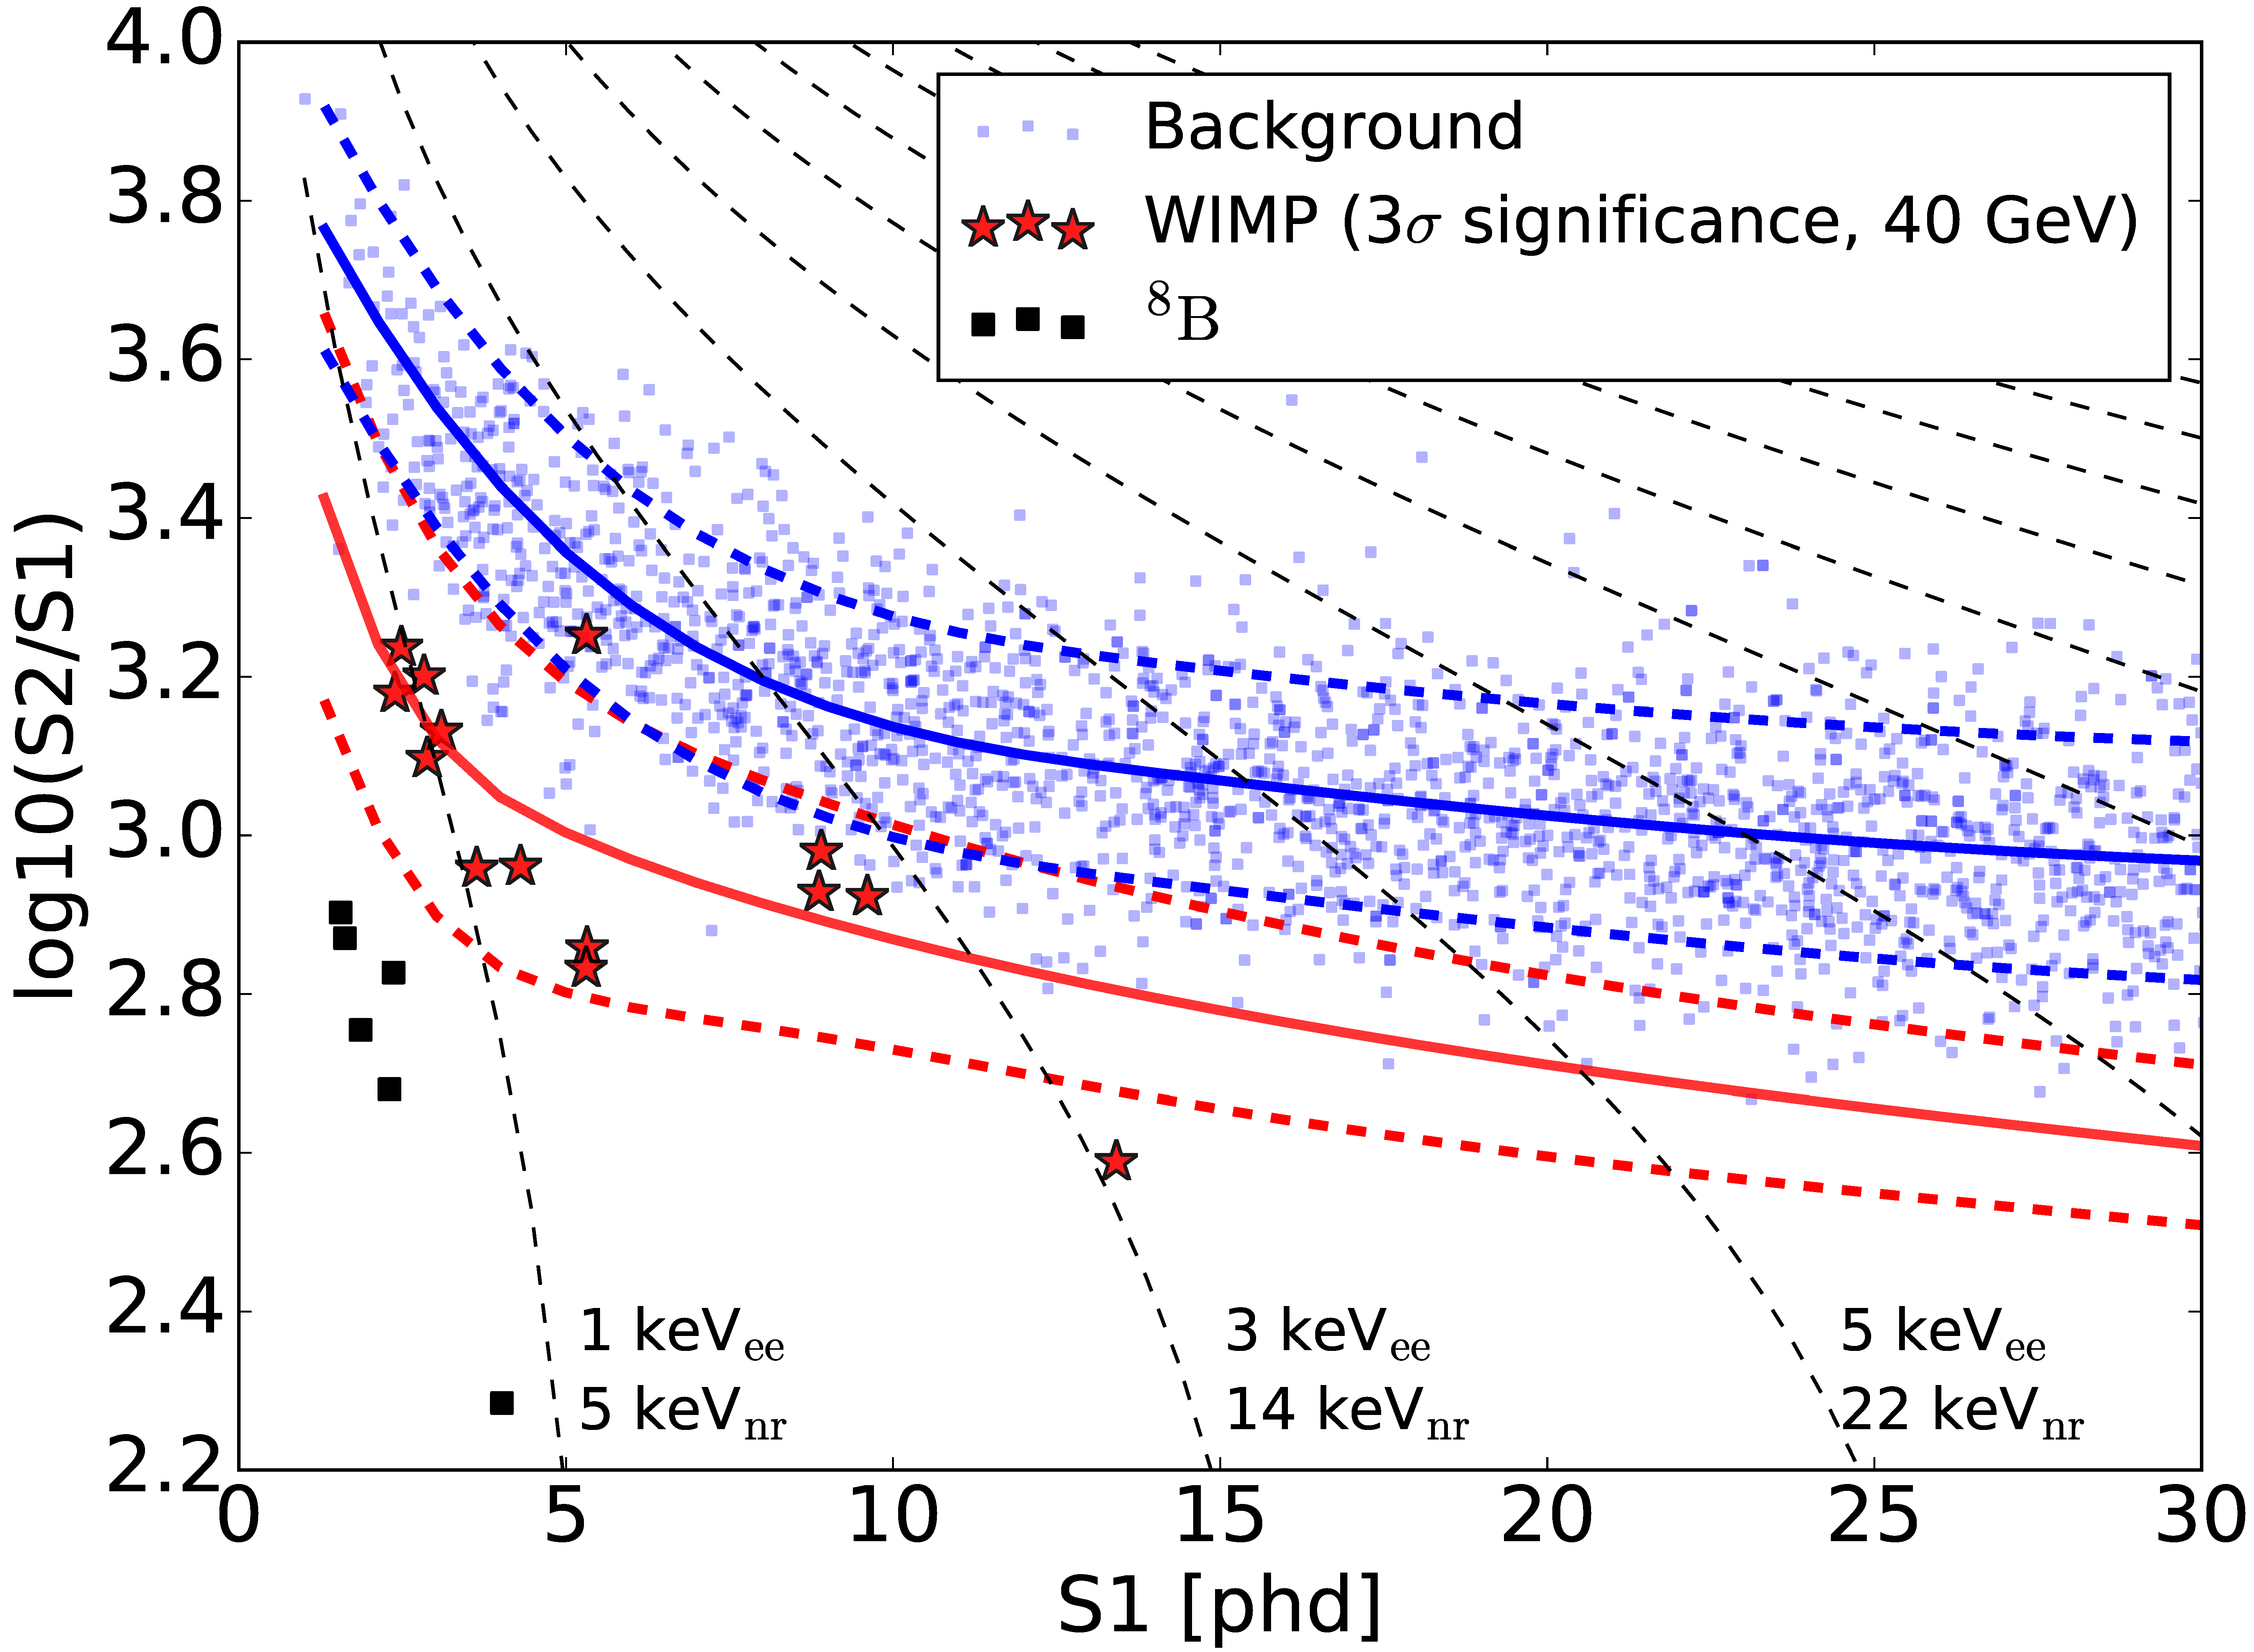 4.0
3.8
3.6
3.4
3.2
3.0
2.8
2.6
2.4
2.2
log10(S2/S1)
Background
WIMP (3σ significance, 40 GeV)
⁸B
1 keVee
5 keVnr
3 keVee
14 keVnr
5 keVee
22 keVnr
0 5 10 15 20 25 30
S1 [phd]